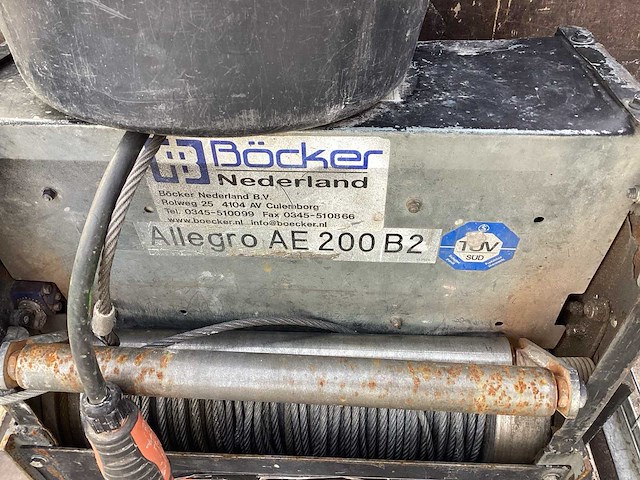 Böcker
Nederland
Böcker Nederland B.V.
Rolweg 25 4104 AV Culemborg
Tel. 0345-510099 Fax 0345-510866
www.boecker.nl info@boecker.nl
Allegro AE 200 B2
TÜV
SÜD